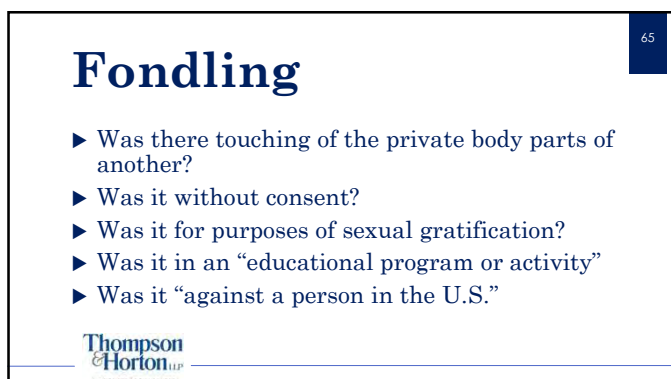 65
Fondling
▶ Was there touching of the private body parts of
another?
▶ Was it without consent?
▶ Was it for purposes of sexual gratification?
▶ Was it in an “educational program or activity”
▶ Was it “against a person in the U.S.”
Thompson
& Horton LLP